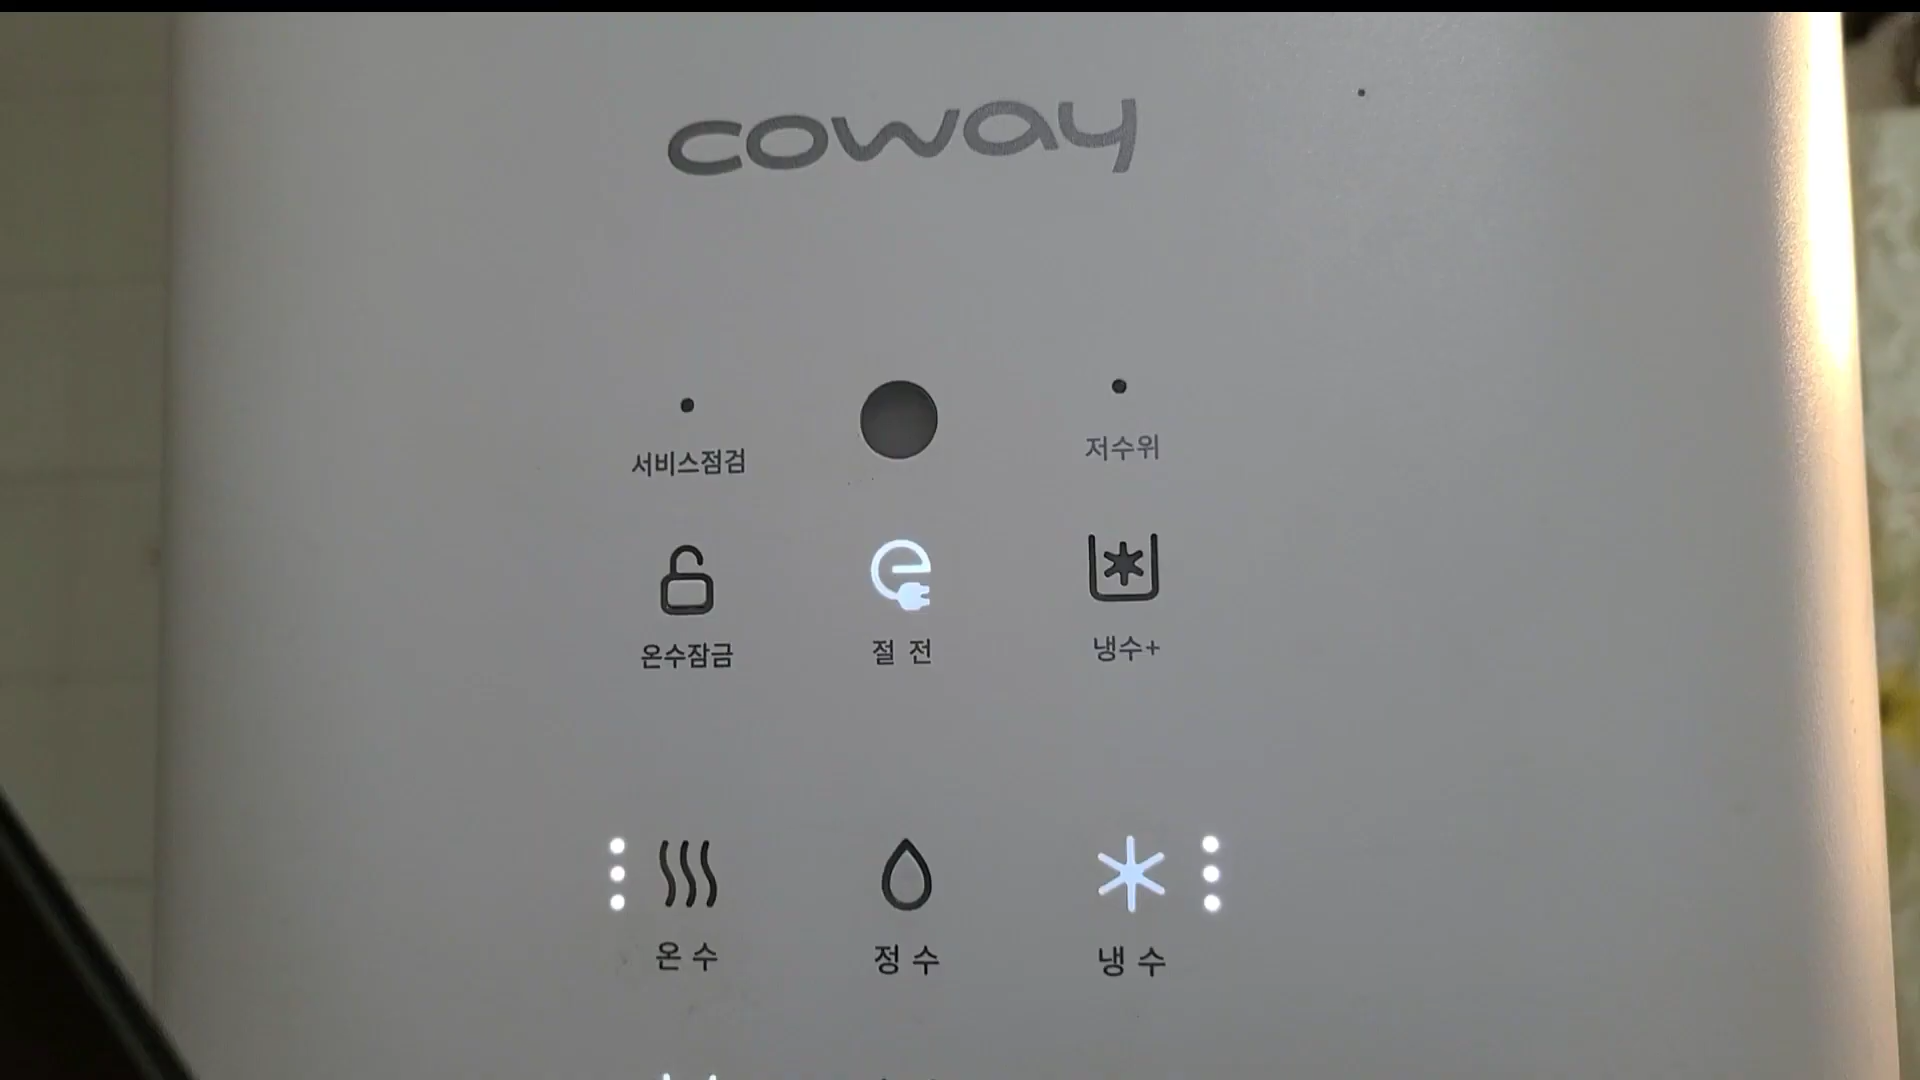 coway
서비스점검
저수위
온수잠금
절 전
냉수+
온 수
정 수
냉 수